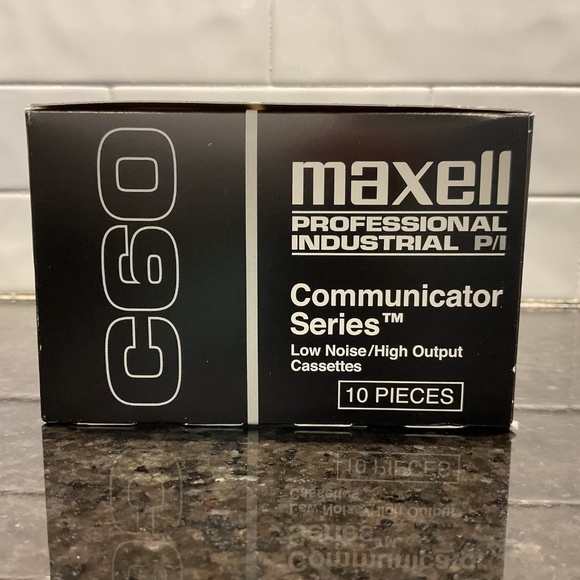 C60
maxell
PROFESSIONAL
INDUSTRIAL P/I
Communicator
Series™
Low Noise/High Output
Cassettes
10 PIECES